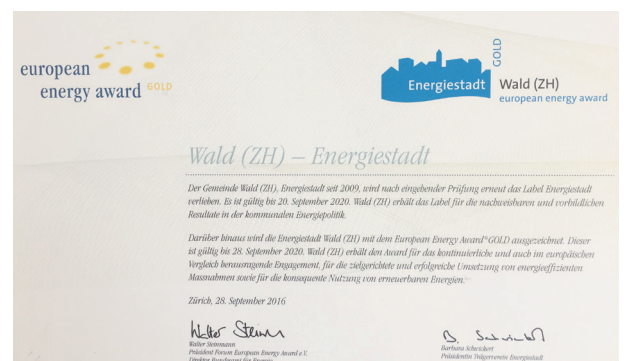 european
energy award GOLD
GOLD
Energiestadt
Wald (ZH)
european energy award
Wald (ZH) – Energiestadt
Der Gemeinde Wald (ZH), Energiestadt seit 2009, wird nach eingehender Prüfung erneut das Label Energiestadt
verliehen. Es ist gültig bis 20. September 2020. Wald (ZH) erhält das Label für die nachweisbaren und vorbildlichen
Resultate in der kommunalen Energiepolitik.
Darüber hinaus wird die Energiestadt Wald (ZH) mit dem European Energy Award®GOLD ausgezeichnet. Dieser
ist gültig bis 28. September 2020. Wald (ZH) erhält den Award für das kontinuierliche und auch im europäischen
Vergleich herausragende Engagement, für die zielgerichtete und erfolgreiche Umsetzung von energieeffizienten
Massnahmen sowie für die konsequente Nutzung von erneuerbaren Energien.
Zürich, 28. September 2016
Walter Steinmann
Präsident Forum European Energy Award e.V.
Direktor Bundesamt für Energie
B. Schwickert
Barbara Schwickert
Präsidentin Trägerverein Energiestadt